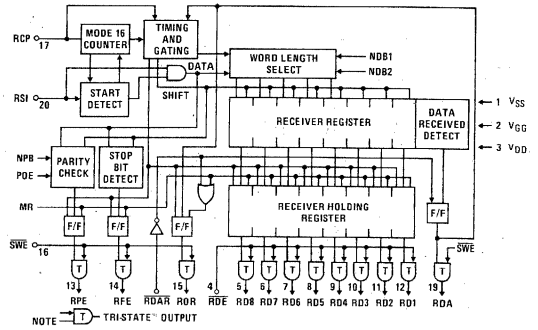 RCP
17
MODE 16
COUNTER
TIMING
AND
GATING
DATA
WORD LENGTH
SELECT
NDB1
NDB2
RSI
20
START
DETECT
SHIFT
RECEIVER REGISTER
DATA
RECEIVED
DETECT
1 VSS
2 VGG
3 VDD
NPB
POE
PARITY
CHECK
STOP
BIT
DETECT
MR
F/F
F/F
F/F
RECEIVER HOLDING
REGISTER
F/F
SWE
16
SWE
T
T
T
T
T
T
T
T
T
T
T
T
13
14
15
4
5
6
7
8
9
10
11
12
19
RPE
RFE
RDAR
ROR
RDE
RD8
RD7
RD6
RD5
RD4
RD3
RD2
RD1
RDA
NOTE
T
TRI-STATE™ OUTPUT